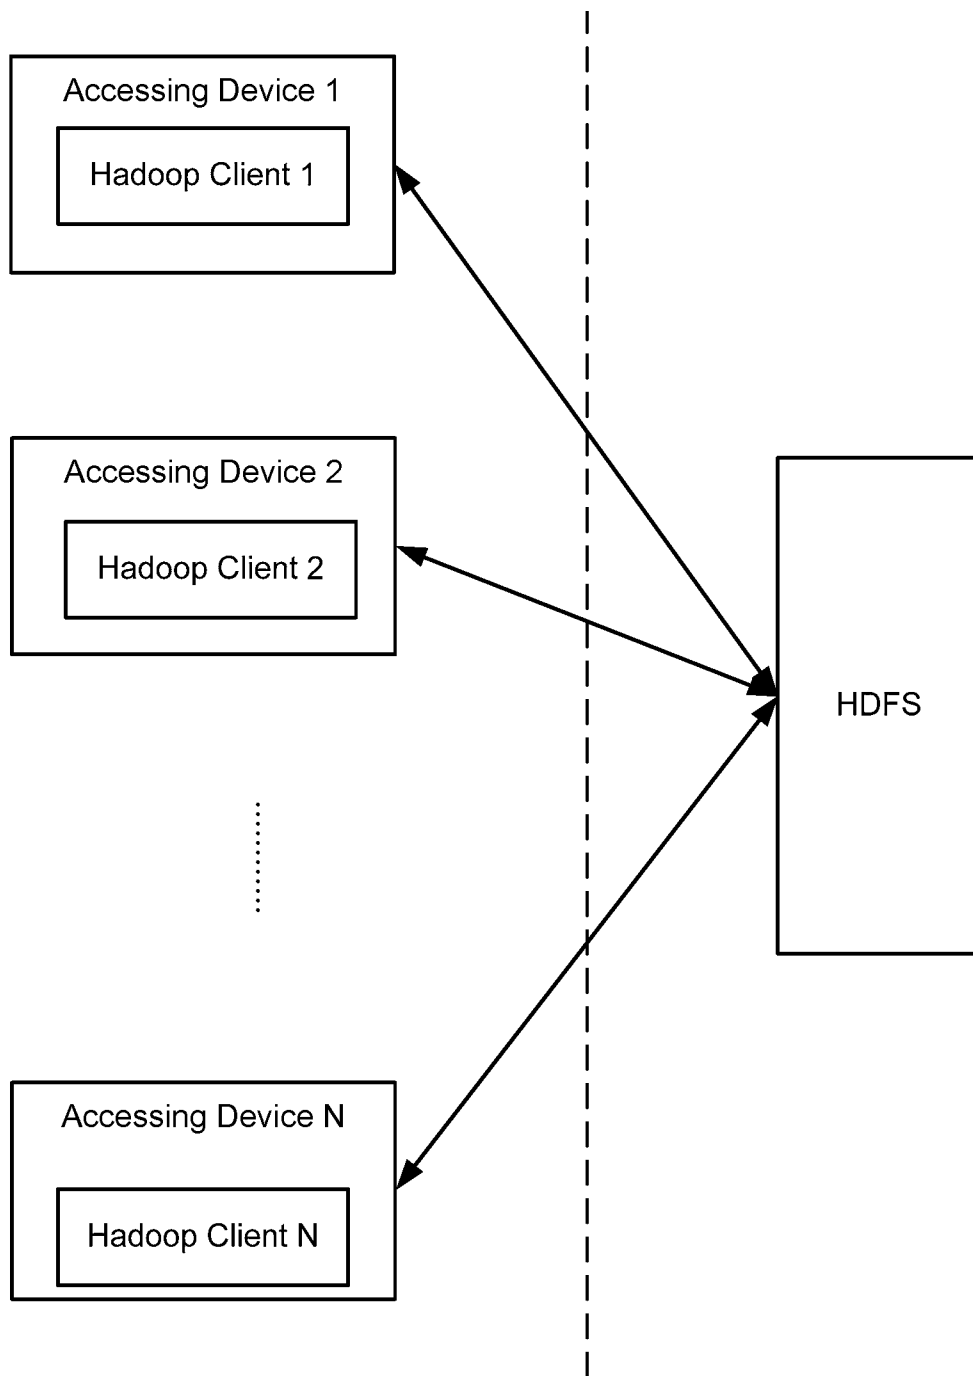 Accessing Device 1
Hadoop Client 1
Accessing Device 2
Hadoop Client 2
HDFS
Accessing Device N
Hadoop Client N